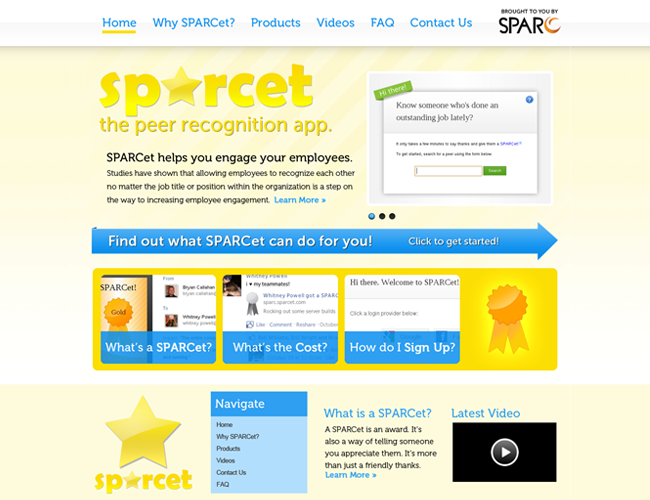 Home Why SPARCet? Products Videos FAQ Contact Us
BROUGHT TO YOU BY
SPARC
sparcet
the peer recognition app.
SPARCet helps you engage your employees.
Studies have shown that allowing employees to recognize each other
no matter the job title or position within the organization is a step on
the way to increasing employee engagement. Learn More »
Hi there!
?
Know someone who's done an
outstanding job lately?
It only takes a few minutes to say thanks and give them a SPARCet!
To get started, search for a peer using the form below.
Search
Find out what SPARCet can do for you! Click to get started!
SPARCet!
Gold
From
Bryan Callahan
bryan.callahan
To
Whitney Powell
What's a SPARCet?
Whitney Powell
i ♥ my teammates!
Whitney Powell got a SPARC
sparc.sparcet.com
Rocking out some server builds.
Like · Comment · Reshare · October
What's the Cost?
Hi there. Welcome to SPARCet!
Click a login provider below:
How do I Sign Up?
sparcet
Navigate
Home
Why SPARCet?
Products
Videos
Contact Us
FAQ
What is a SPARCet?
A SPARCet is an award. It's
also a way of telling someone
you appreciate them. It's more
than just a friendly thanks.
Learn More »
Latest Video